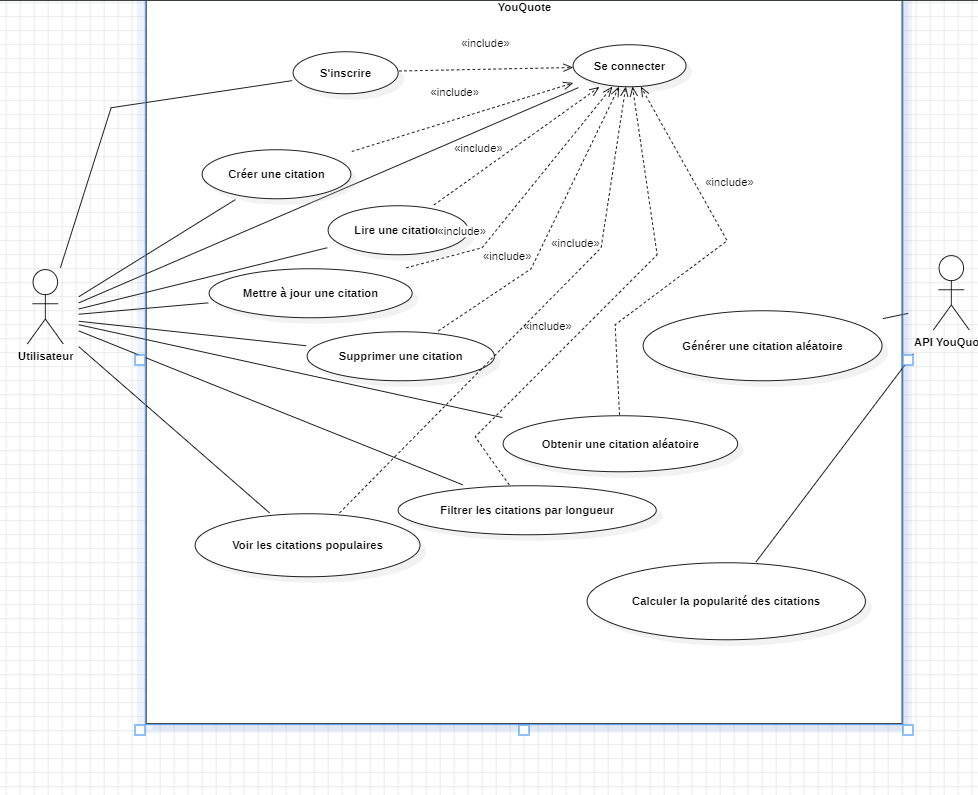 YouQuote
«include»
S'inscrire
Se connecter
«include»
«include»
Créer une citation
«include»
Lire une citation
«include»
«include»
«include»
Mettre à jour une citation
«include»
Supprimer une citation
Générer une citation aléatoire
Utilisateur
API YouQuo
Obtenir une citation aléatoire
Filtrer les citations par longueur
Voir les citations populaires
Calculer la popularité des citations